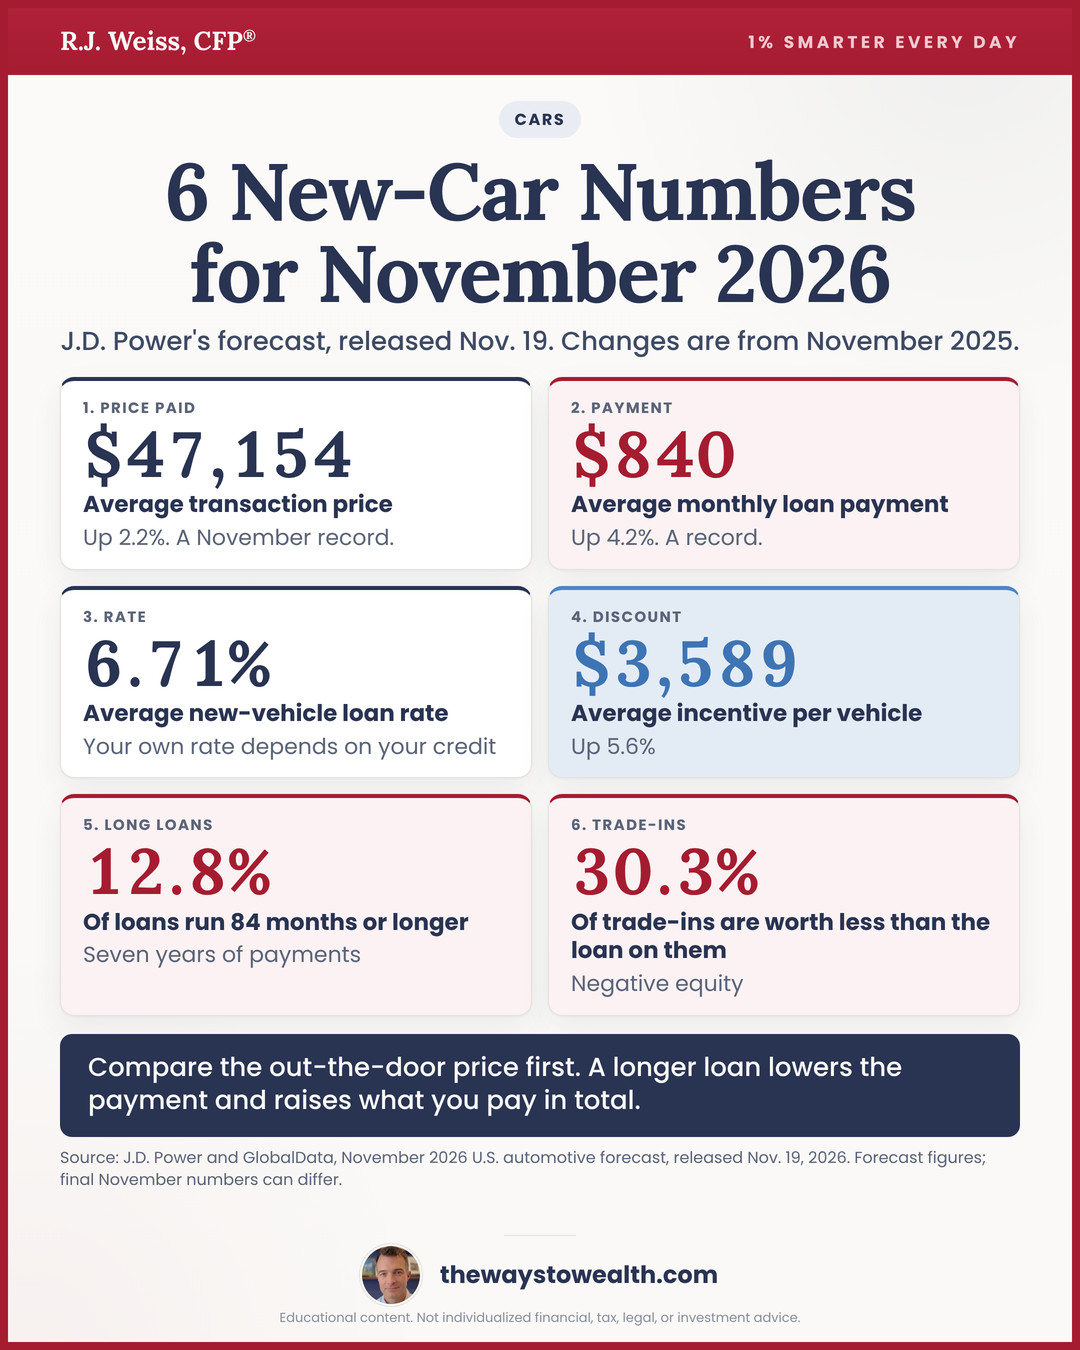 R.J. Weiss, CFP®
1% SMARTER EVERY DAY
CARS
6 New-Car Numbers
for November 2026
J.D. Power's forecast, released Nov. 19. Changes are from November 2025.
1. PRICE PAID
$47,154
Average transaction price
Up 2.2%. A November record.
2. PAYMENT
$840
Average monthly loan payment
Up 4.2%. A record.
3. RATE
6.71%
Average new-vehicle loan rate
Your own rate depends on your credit
4. DISCOUNT
$3,589
Average incentive per vehicle
Up 5.6%
5. LONG LOANS
12.8%
Of loans run 84 months or longer
Seven years of payments
6. TRADE-INS
30.3%
Of trade-ins are worth less than the
loan on them
Negative equity
Compare the out-the-door price first. A longer loan lowers the
payment and raises what you pay in total.
Source: J.D. Power and GlobalData, November 2026 U.S. automotive forecast, released Nov. 19, 2026. Forecast figures;
final November numbers can differ.
thewaystowealth.com
Educational content. Not individualized financial, tax, legal, or investment advice.